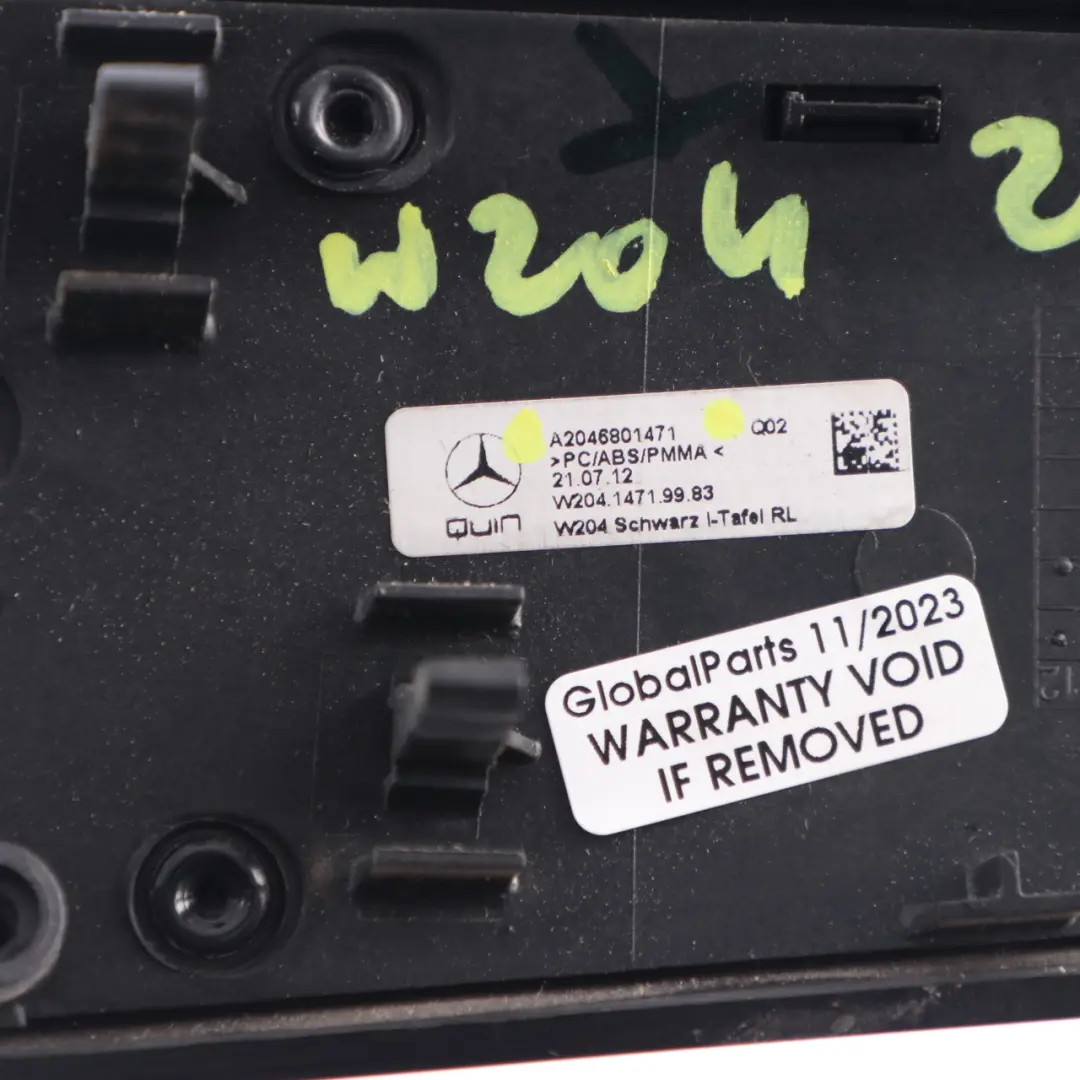 W204 2
A2046801471 Q02
>PC/ABS/PMMA<
21.07.12
W204.1471.99.83
QUIN W204 Schwarz I-Tafel RL
GlobalParts 11/2023
WARRANTY VOID
IF REMOVED
12